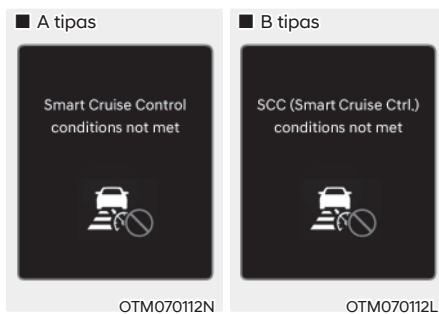 ■ A tipas
Smart Cruise Control
conditions not met
OTM070112N
■ B tipas
SCC (Smart Cruise Ctrl.)
conditions not met
OTM070112L